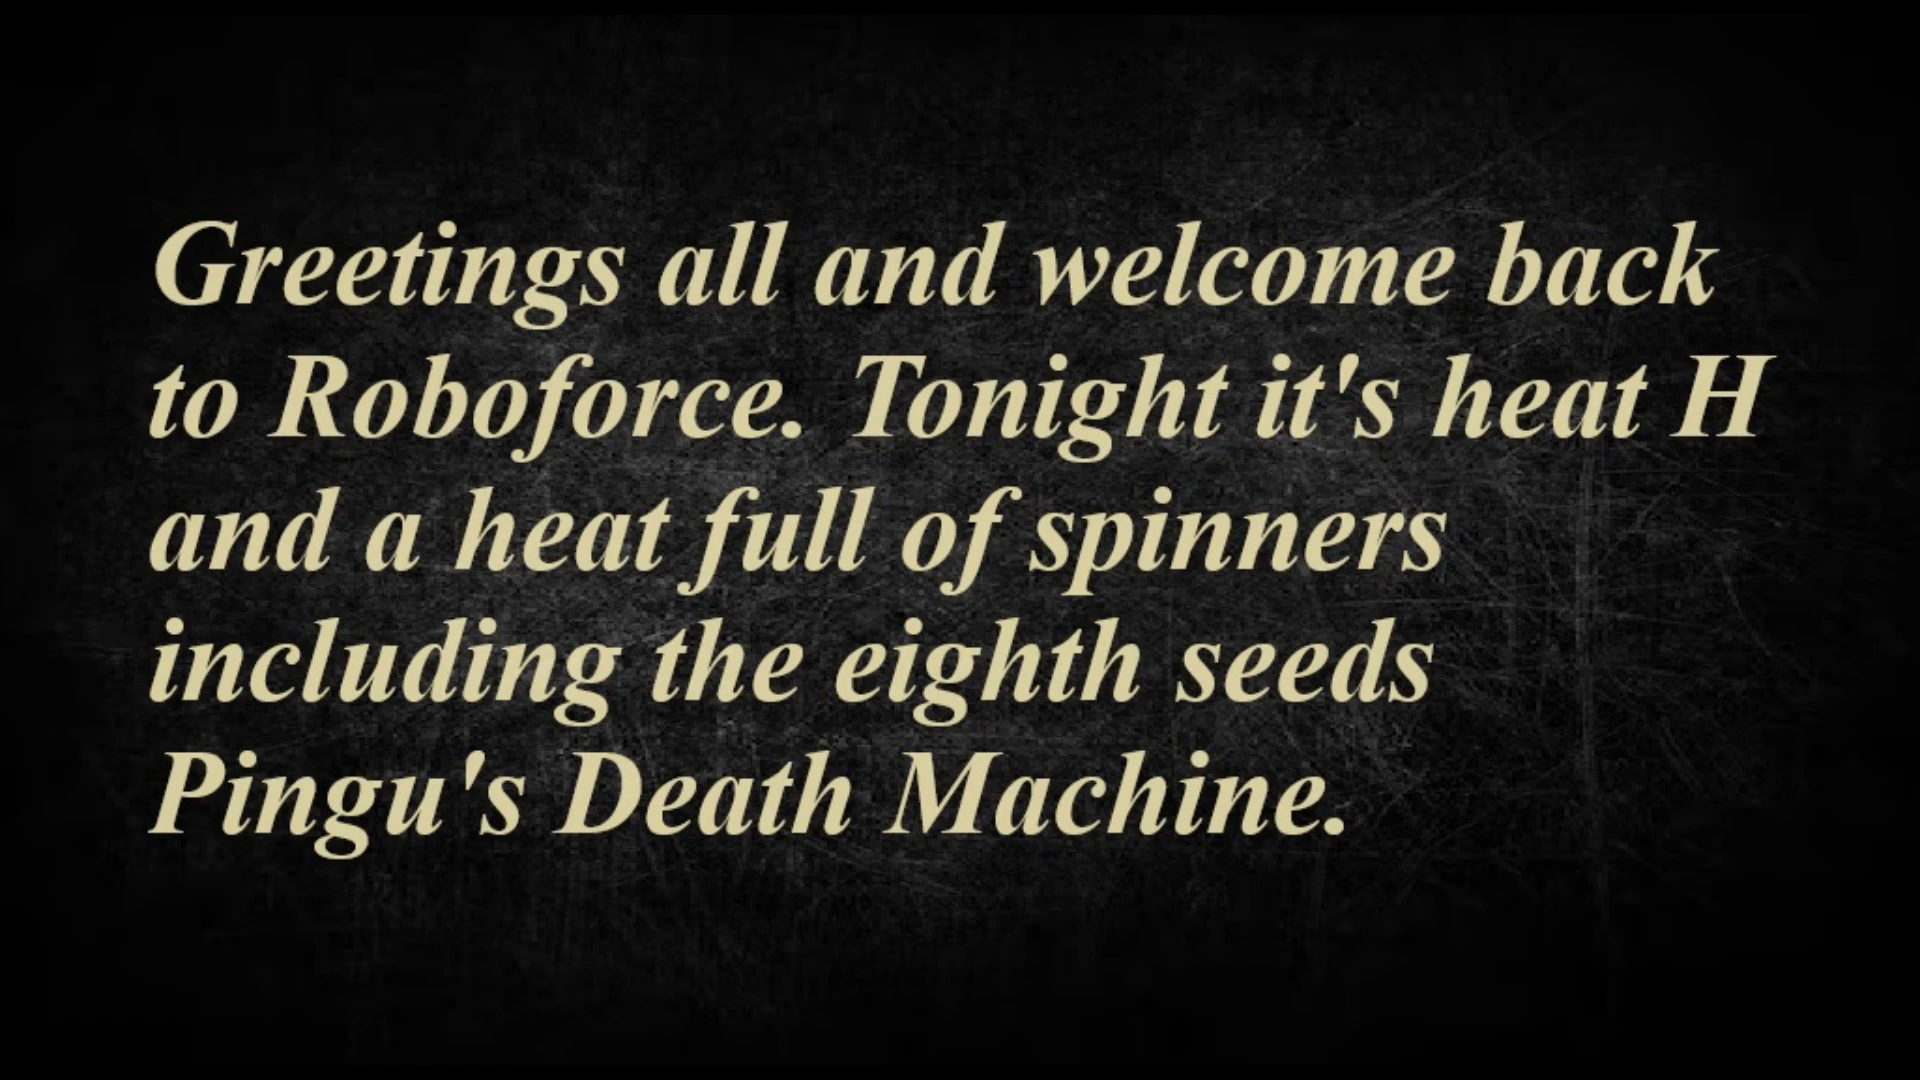 Greetings all and welcome back
to Roboforce. Tonight it's heat H
and a heat full of spinners
including the eighth seeds
Pingu's Death Machine.